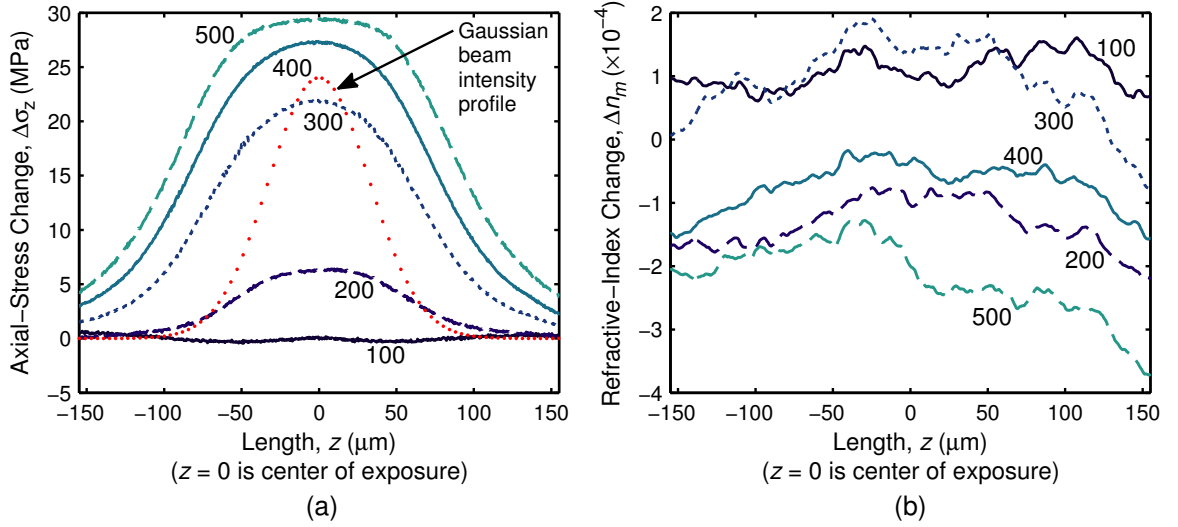 Axial−Stress Change, Δσz (MPa)
30
25
20
15
10
5
0
−5
500
400
300
200
100
Gaussian
beam
intensity
profile
−150 −100 −50 0 50 100 150
Length, z (μm)
(z = 0 is center of exposure)
(a)
Refractive−Index Change, Δnm (×10−4)
2
1
0
−1
−2
−3
−4
100
300
400
200
500
−150 −100 −50 0 50 100 150
Length, z (μm)
(z = 0 is center of exposure)
(b)